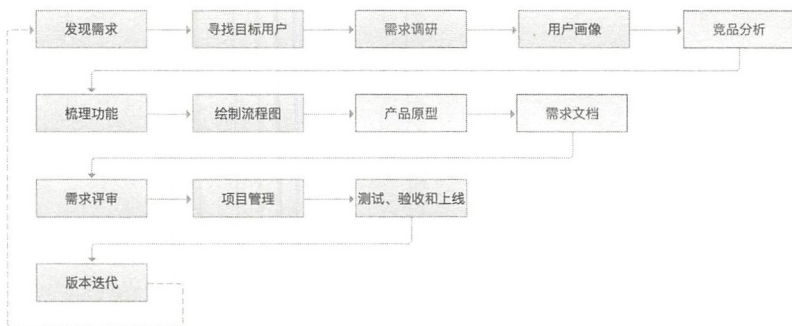 发现需求
寻找目标用户
需求调研
用户画像
竞品分析
梳理功能
绘制流程图
产品原型
需求文档
需求评审
项目管理
测试、验收和上线
版本迭代